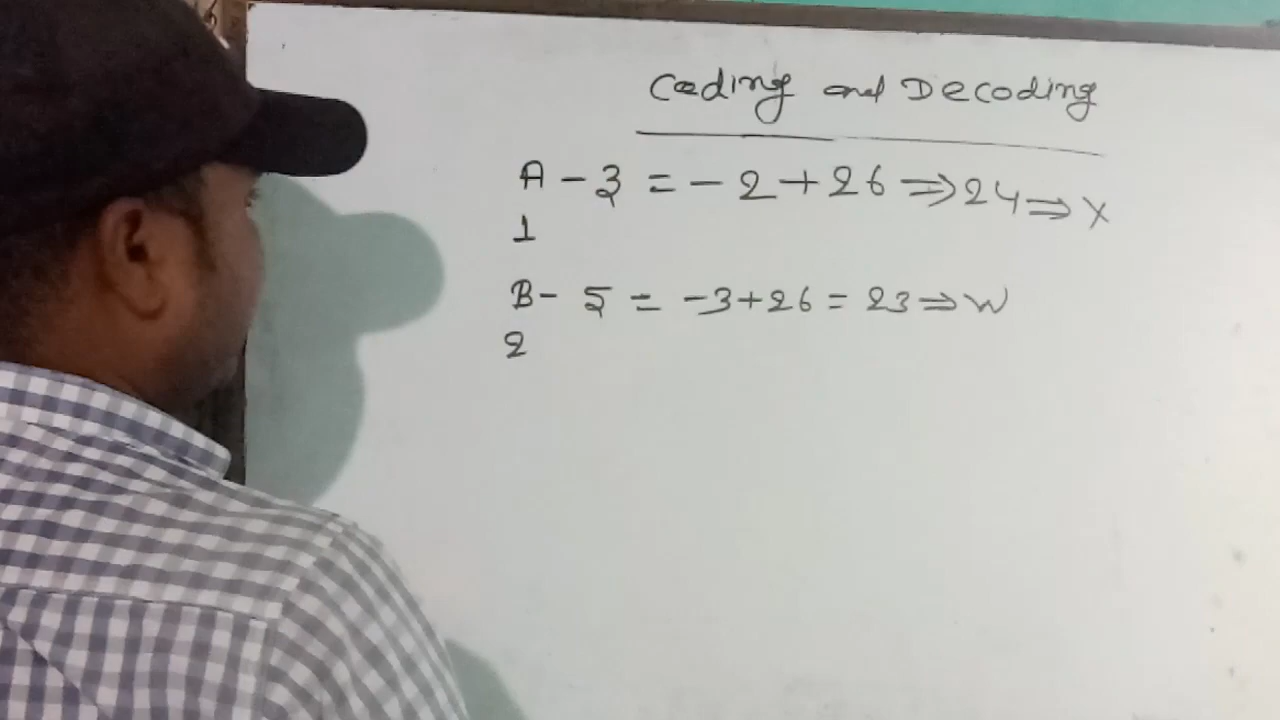 Coding and Decoding
A - 3 = - 2 + 26 ⇒ 24 ⇒ X
1
B - 5 = -3 + 26 = 23 ⇒ W
2